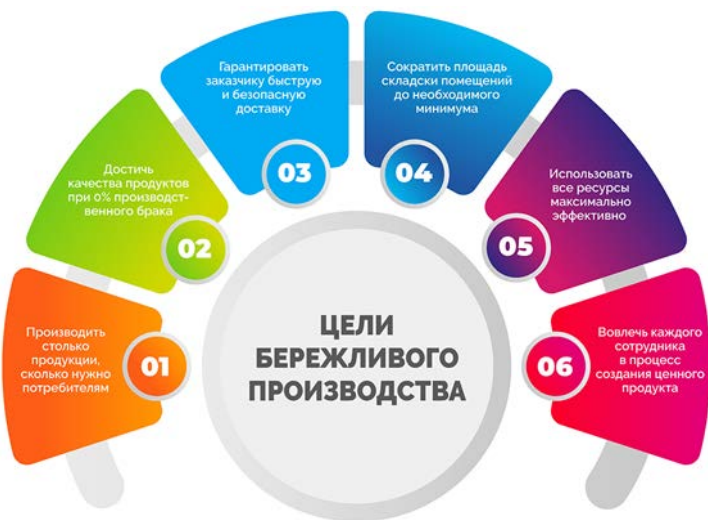 Производить
столько
продукции,
сколько нужно
потребителям
01
Достичь
качества продуктов
при 0% производст-
венного брака
02
Гарантировать
заказчику быструю
и безопасную
доставку
03
Сократить площадь
складски помещений
до необходимого
минимума
04
Использовать
все ресурсы
максимально
эффективно
05
Вовлечь каждого
сотрудника
в процесс
создания ценного
продукта
06
ЦЕЛИ
БЕРЕЖЛИВОГО
ПРОИЗВОДСТВА